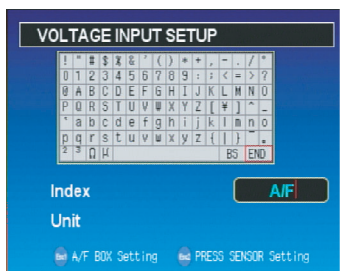 VOLTAGE INPUT SETUP
! " # $ % & ' ( ) * + , - . / °
0 1 2 3 4 5 6 7 8 9 : ; < = > ?
@ A B C D E F G H I J K L M N O
P Q R S T U V W X Y Z [ ¥ ] ^ _
` a b c d e f g h i j k l m n o
p q r s t u v w x y z { | } ¯ .
² ³ Ω μ BS END
Index A/F
Unit
A/F BOX Setting PRESS SENSOR Setting